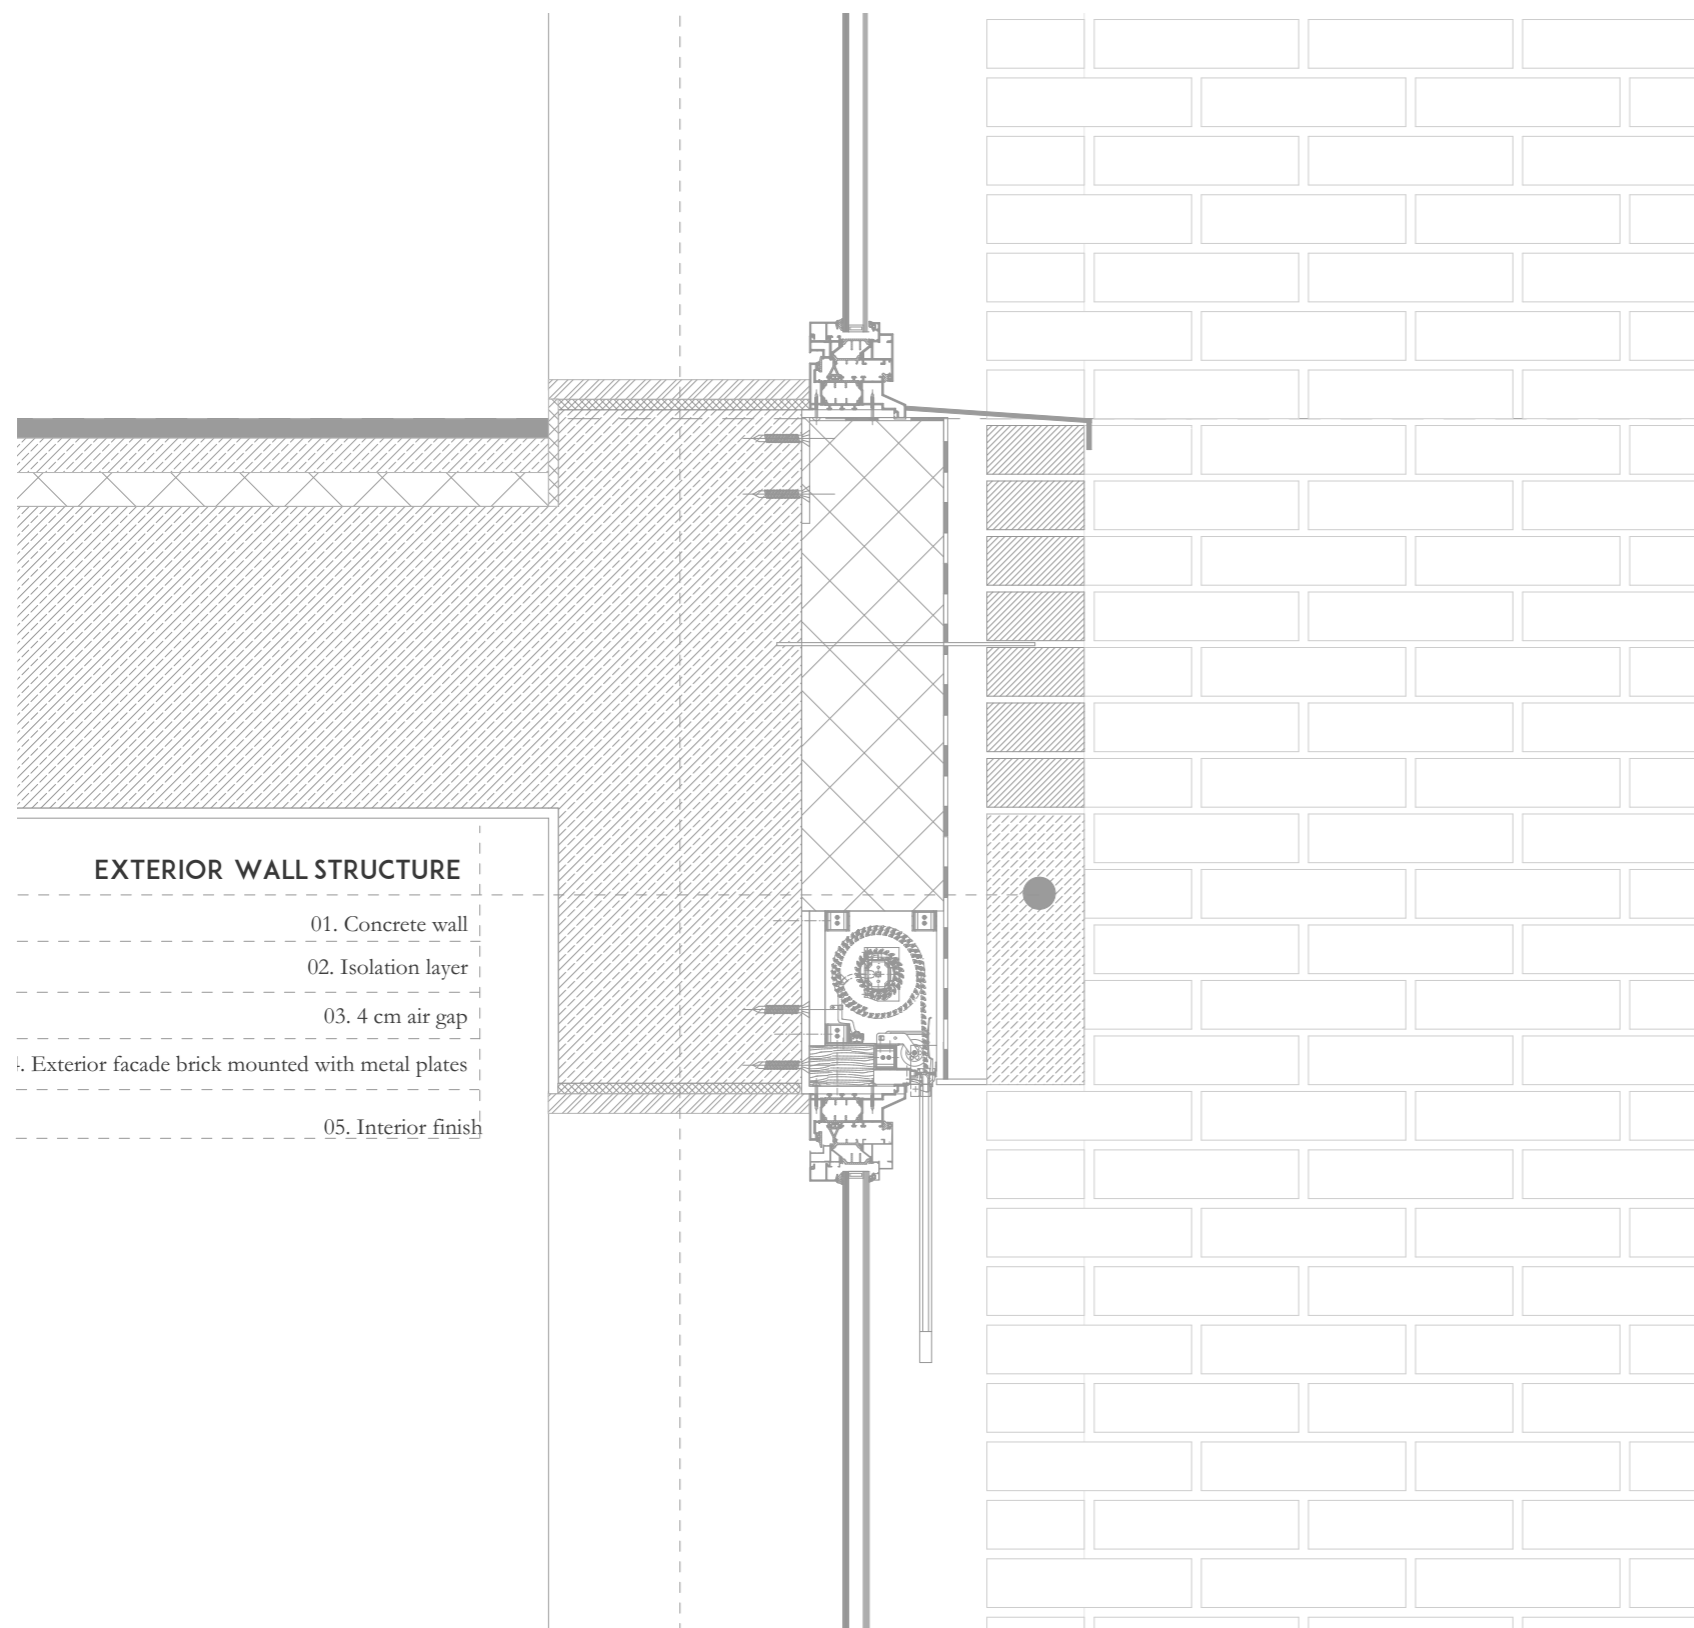 EXTERIOR WALL STRUCTURE
01. Concrete wall
02. Isolation layer
03. 4 cm air gap
. Exterior facade brick mounted with metal plates
05. Interior finish